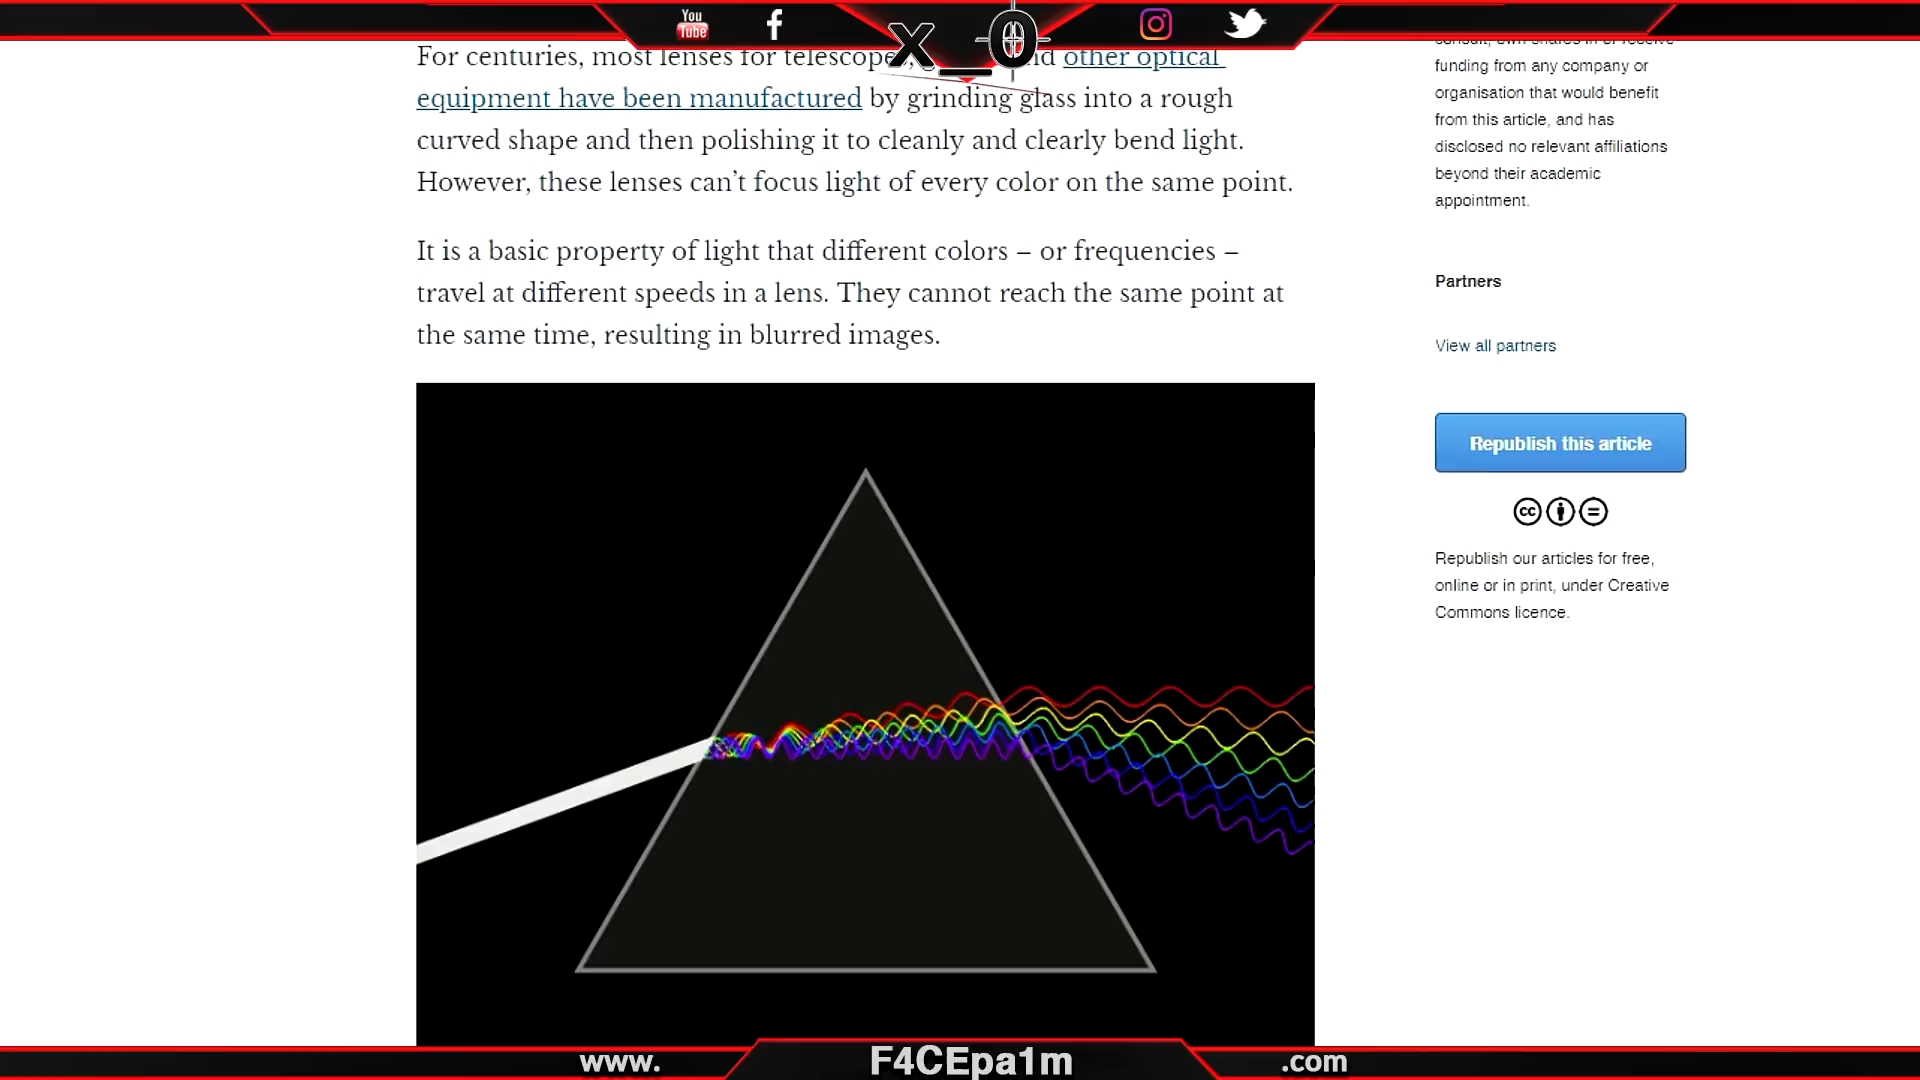 You
Tube
x_0
For centuries, most lenses for telescope
other optical
equipment have been manufactured by grinding glass into a rough
curved shape and then polishing it to cleanly and clearly bend light.
However, these lenses can’t focus light of every color on the same point.
It is a basic property of light that different colors – or frequencies –
travel at different speeds in a lens. They cannot reach the same point at
the same time, resulting in blurred images.
funding from any company or
organisation that would benefit
from this article, and has
disclosed no relevant affiliations
beyond their academic
appointment.
Partners
View all partners
Republish this article
cc
Republish our articles for free,
online or in print, under Creative
Commons licence.
www.
F4CEpa1m
.com